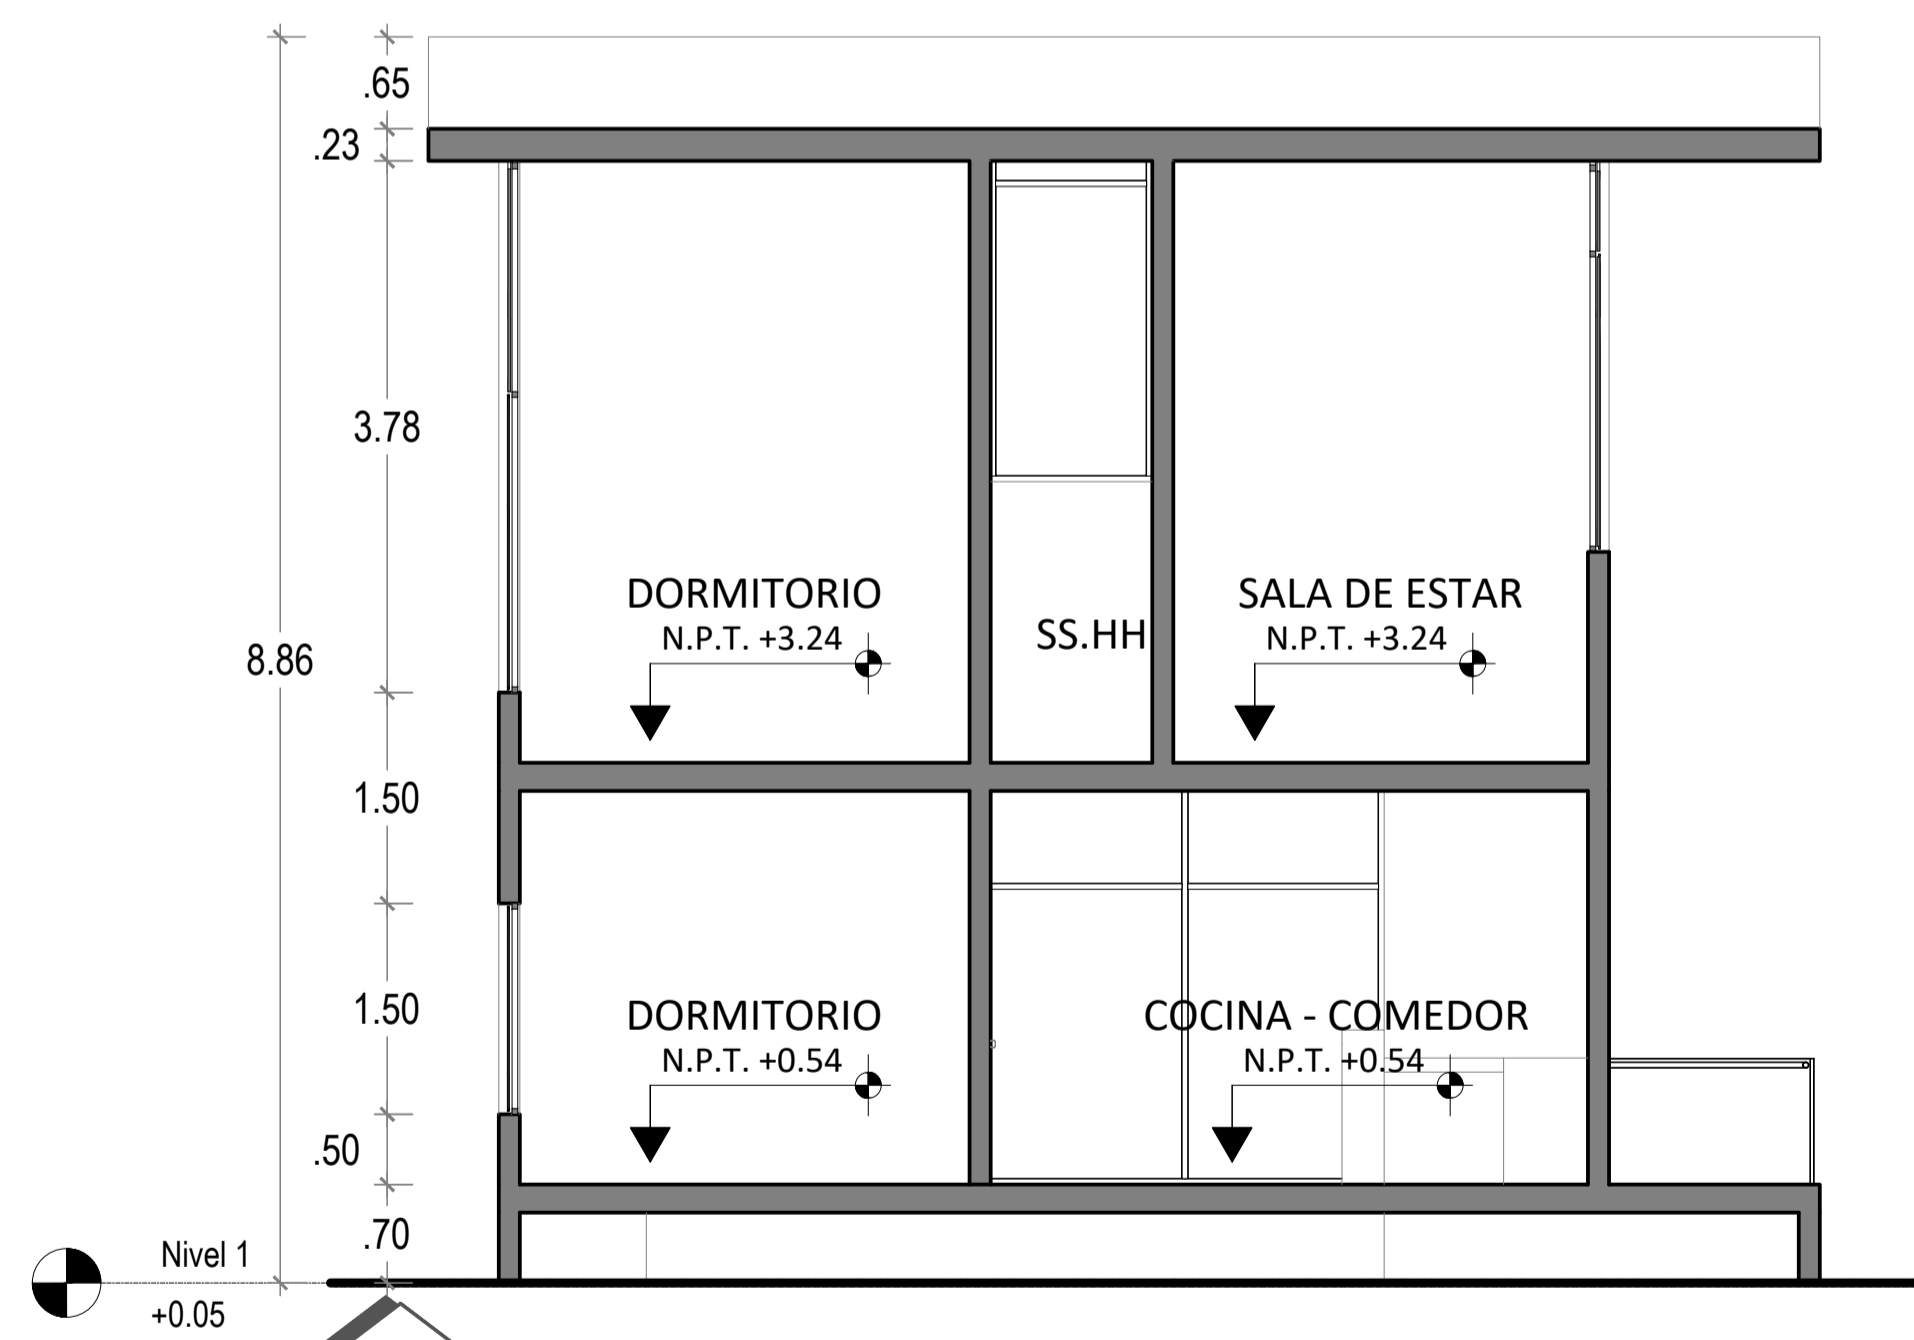 .65
.23
3.78
8.86
1.50
1.50
.50
.70
DORMITORIO
N.P.T. +3.24
SS.HH
SALA DE ESTAR
N.P.T. +3.24
DORMITORIO
N.P.T. +0.54
COCINA - COMEDOR
N.P.T. +0.54
Nivel 1
+0.05